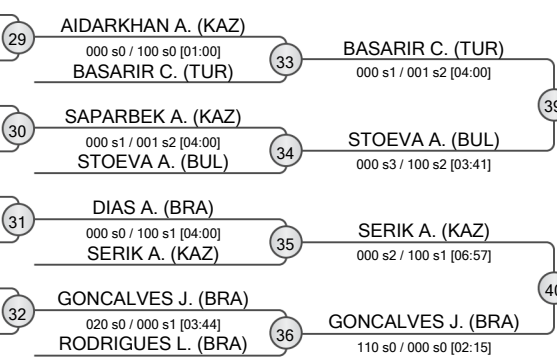 29
AIDARKHAN A. (KAZ)
000 s0 / 100 s0 [01:00]
BASARIR C. (TUR)
33
BASARIR C. (TUR)
000 s1 / 001 s2 [04:00]
39
30
SAPARBEK A. (KAZ)
000 s1 / 001 s2 [04:00]
STOEVA A. (BUL)
34
STOEVA A. (BUL)
000 s3 / 100 s2 [03:41]
31
DIAS A. (BRA)
000 s0 / 100 s1 [04:00]
SERIK A. (KAZ)
35
SERIK A. (KAZ)
000 s2 / 100 s1 [06:57]
40
32
GONCALVES J. (BRA)
020 s0 / 000 s1 [03:44]
RODRIGUES L. (BRA)
36
GONCALVES J. (BRA)
110 s0 / 000 s0 [02:15]